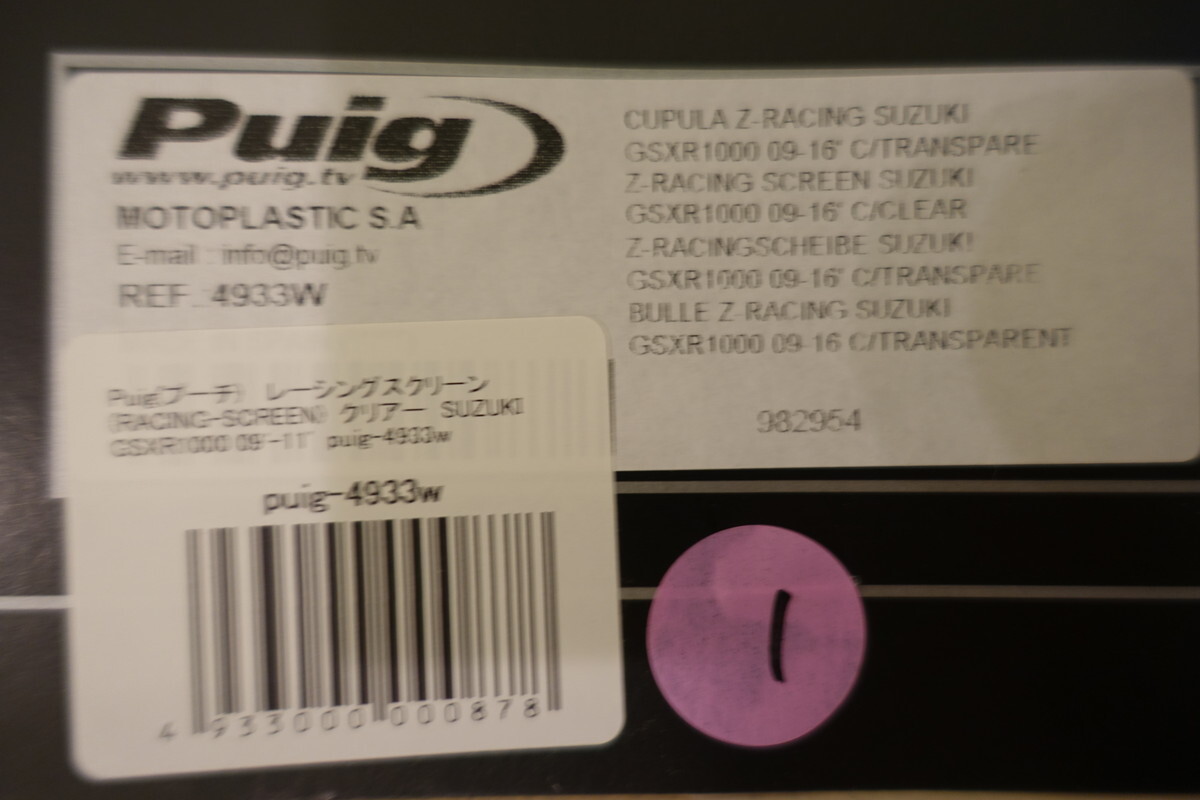 Puig
www.puig.tv
MOTOPLASTIC S.A
E-mail : info@puig.tv
REF.:4933W
CUPULA Z-RACING SUZUKI
GSXR1000 09-16' C/TRANSPARE
Z-RACING SCREEN SUZUKI
GSXR1000 09-16' C/CLEAR
Z-RACINGSCHEIBE SUZUKI
GSXR1000 09-16' C/TRANSPARE
BULLE Z-RACING SUZUKI
GSXR1000 09-16 C/TRANSPARENT
982954
Puig(プーチ) レーシングスクリーン
(RACING-SCREEN) クリアー SUZUKI
GSXR1000 09'-11' puig-4933w
puig-4933w
4 933000 000878
1